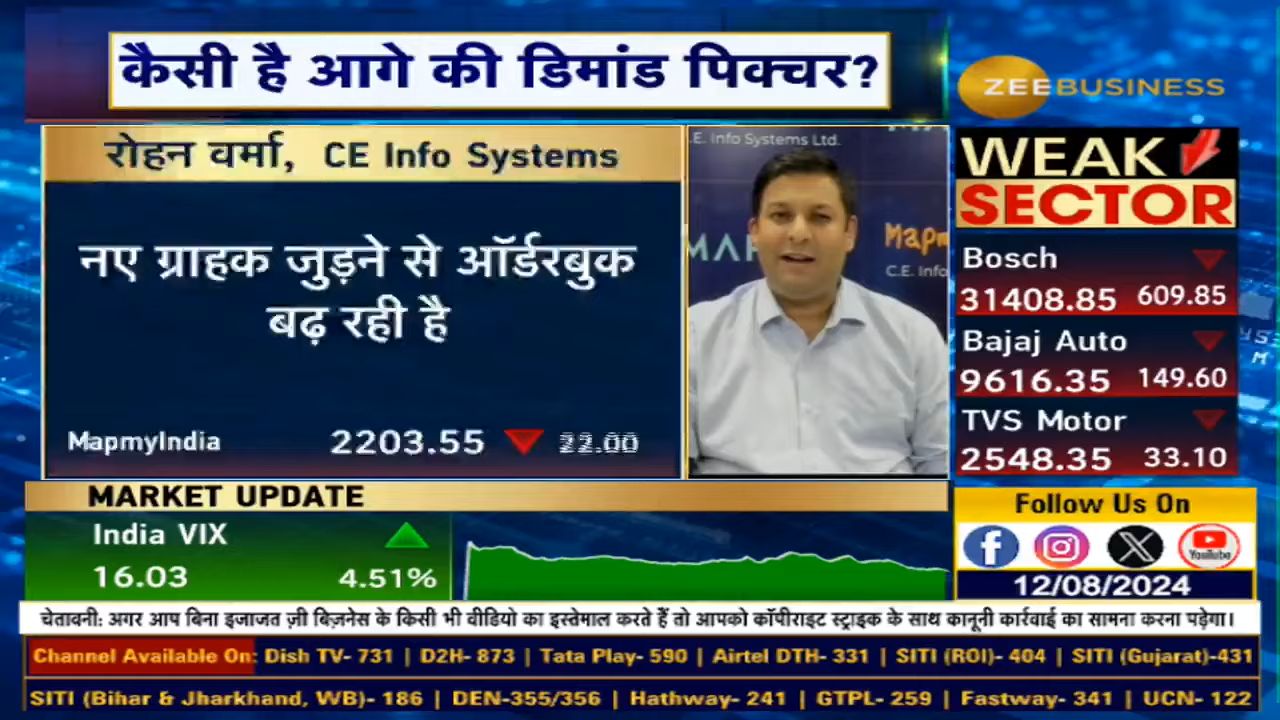 कैसी है आगे की डिमांड पिक्चर?
ZEEBUSINESS
रोहन वर्मा, CE Info Systems
नए ग्राहक जुड़ने से ऑर्डरबुक
बढ़ रही है
MapmyIndia 2203.55 22.00
.E. Info Systems Ltd.
MAP
Mapm
C.E. Info
WEAK
SECTOR
Bosch
31408.85 609.85
Bajaj Auto
9616.35 149.60
TVS Motor
2548.35 33.10
MARKET UPDATE
India VIX
16.03 4.51%
Follow Us On
YouTube
12/08/2024
चेतावनी: अगर आप बिना इजाजत ज़ी बिज़नेस के किसी भी वीडियो का इस्तेमाल करते हैं तो आपको कॉपीराइट स्ट्राइक के साथ कानूनी कार्रवाई का सामना करना पड़ेगा।
Channel Available On: Dish TV- 731 | D2H- 873 | Tata Play- 590 | Airtel DTH- 331 | SITI (ROI)- 404 | SITI (Gujarat)-431
SITI (Bihar & Jharkhand, WB)- 186 | DEN-355/356 | Hathway- 241 | GTPL- 259 | Fastway- 341 | UCN- 122